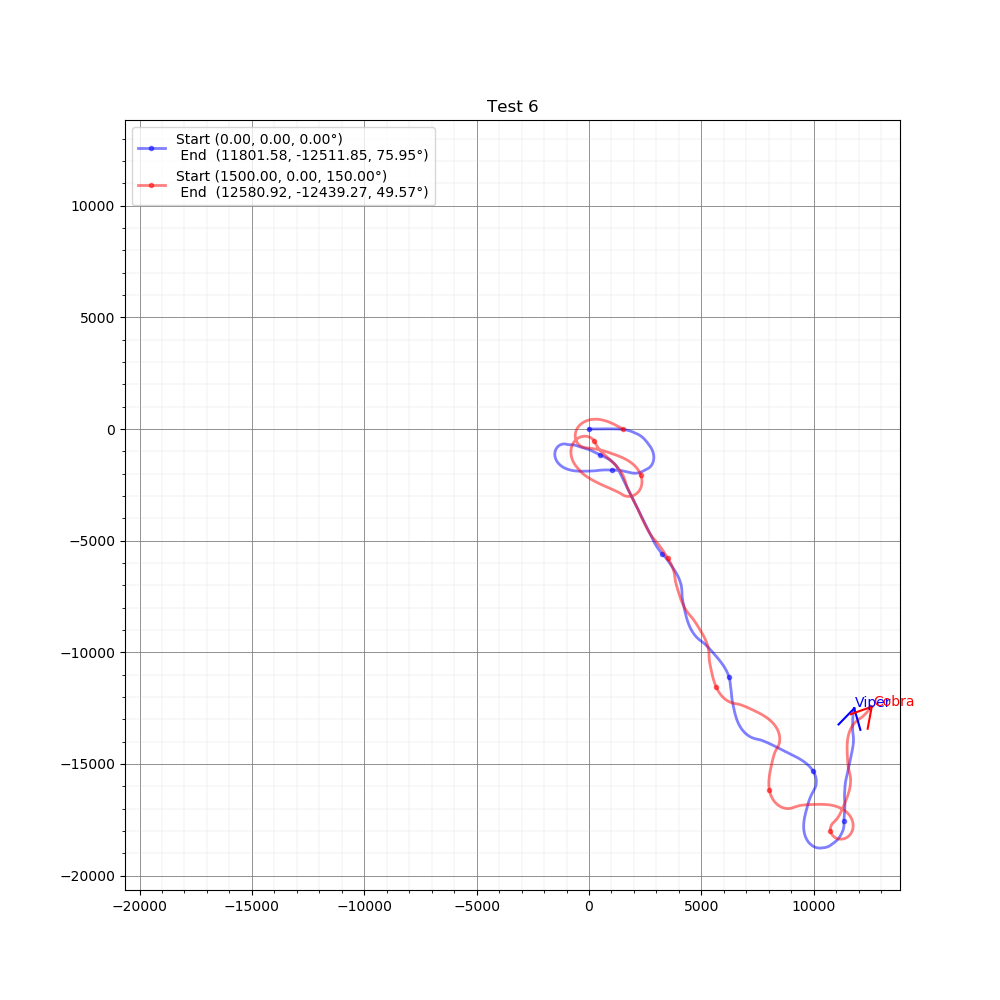 Test 6
Start (0.00, 0.00, 0.00°)
End (11801.58, -12511.85, 75.95°)
Start (1500.00, 0.00, 150.00°)
End (12580.92, -12439.27, 49.57°)
10000
5000
0
−5000
−10000
−15000
−20000
Viper
Cobra
−20000 −15000 −10000 −5000 0 5000 10000